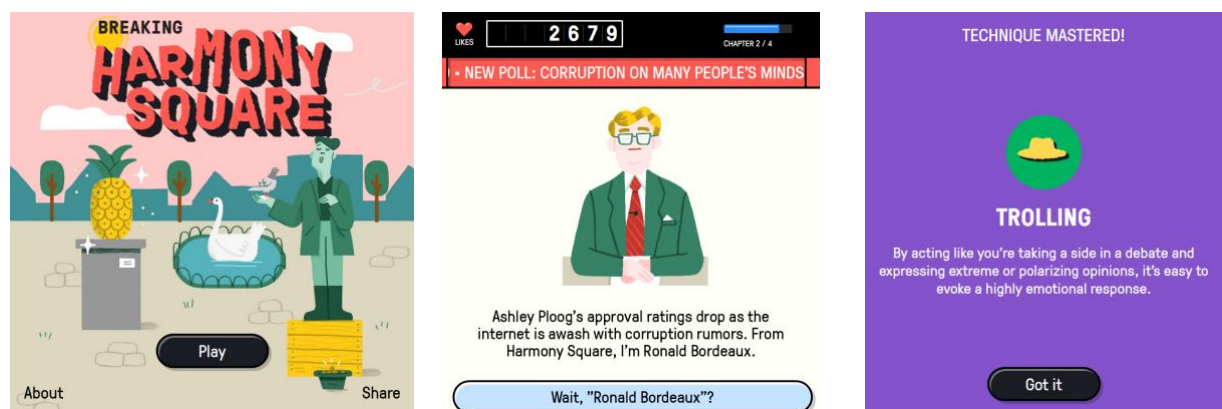 BREAKING
HARMONY
SQUARE
Play
About
Share
LIKES
2679
CHAPTER 2 / 4
• NEW POLL: CORRUPTION ON MANY PEOPLE'S MINDS
Ashley Ploog's approval ratings drop as the
internet is awash with corruption rumors. From
Harmony Square, I'm Ronald Bordeaux.
Wait, "Ronald Bordeaux"?
TECHNIQUE MASTERED!
TROLLING
By acting like you're taking a side in a debate and
expressing extreme or polarizing opinions, it's easy to
evoke a highly emotional response.
Got it